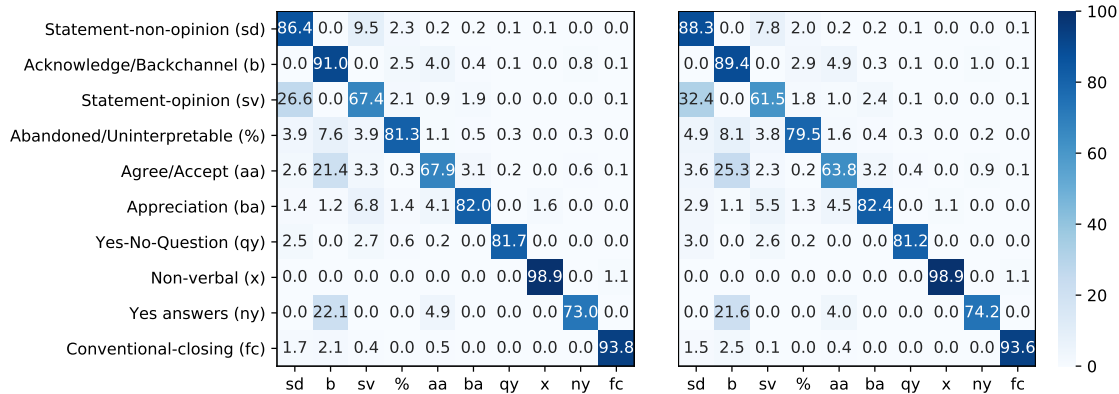 Statement-non-opinion (sd) 86.4 0.0 9.5 2.3 0.2 0.2 0.1 0.1 0.0 0.0 88.3 0.0 7.8 2.0 0.2 0.2 0.1 0.0 0.0 0.1 100
Acknowledge/Backchannel (b) 0.0 91.0 0.0 2.5 4.0 0.4 0.1 0.0 0.8 0.1 0.0 89.4 0.0 2.9 4.9 0.3 0.1 0.0 1.0 0.1
Statement-opinion (sv) 26.6 0.0 67.4 2.1 0.9 1.9 0.0 0.0 0.0 0.1 32.4 0.0 61.5 1.8 1.0 2.4 0.1 0.0 0.0 0.1 80
Abandoned/Uninterpretable (%) 3.9 7.6 3.9 81.3 1.1 0.5 0.3 0.0 0.3 0.0 4.9 8.1 3.8 79.5 1.6 0.4 0.3 0.0 0.2 0.0
Agree/Accept (aa) 2.6 21.4 3.3 0.3 67.9 3.1 0.2 0.0 0.6 0.1 3.6 25.3 2.3 0.2 63.8 3.2 0.4 0.0 0.9 0.1 60
Appreciation (ba) 1.4 1.2 6.8 1.4 4.1 82.0 0.0 1.6 0.0 0.0 2.9 1.1 5.5 1.3 4.5 82.4 0.0 1.1 0.0 0.0 40
Yes-No-Question (qy) 2.5 0.0 2.7 0.6 0.2 0.0 81.7 0.0 0.0 0.0 3.0 0.0 2.6 0.2 0.0 0.0 81.2 0.0 0.0 0.0
Non-verbal (x) 0.0 0.0 0.0 0.0 0.0 0.0 0.0 98.9 0.0 1.1 0.0 0.0 0.0 0.0 0.0 0.0 0.0 98.9 0.0 1.1 20
Yes answers (ny) 0.0 22.1 0.0 0.0 4.9 0.0 0.0 0.0 73.0 0.0 0.0 21.6 0.0 0.0 4.0 0.0 0.0 0.0 74.2 0.0
Conventional-closing (fc) 1.7 2.1 0.4 0.0 0.5 0.0 0.0 0.0 0.0 93.8 1.5 2.5 0.1 0.0 0.4 0.0 0.0 0.0 0.0 93.6 0
sd b sv % aa ba qy x ny fc sd b sv % aa ba qy x ny fc